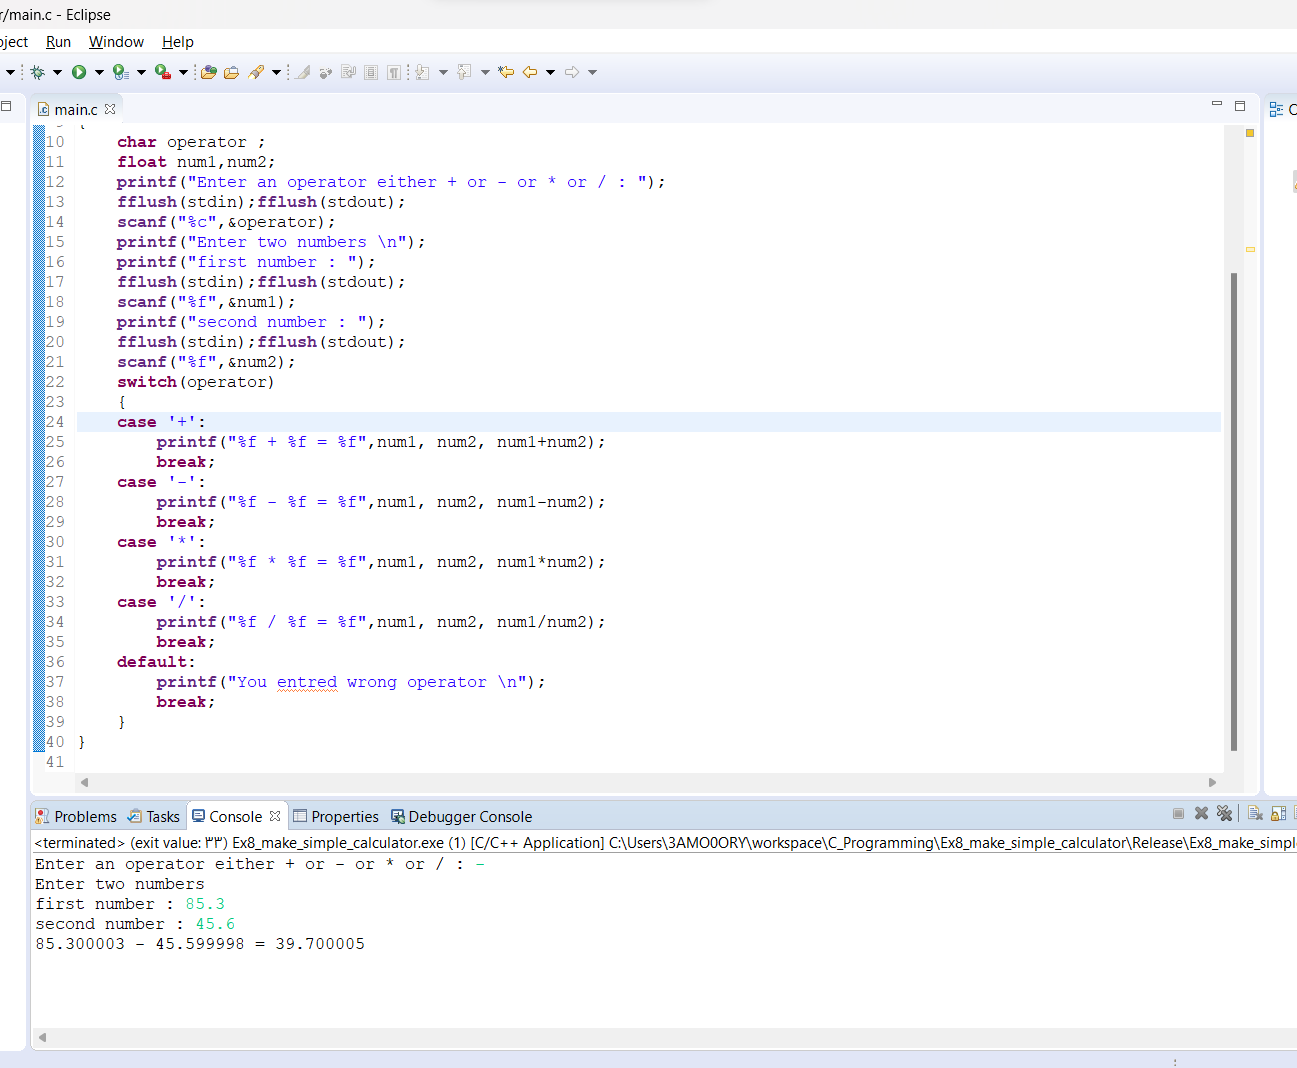 r/main.c - Eclipse
oject Run Window Help
main.c
9 {
10 char operator ;
11 float num1,num2;
12 printf("Enter an operator either + or - or * or / : ");
13 fflush(stdin);fflush(stdout);
14 scanf("%c",&operator);
15 printf("Enter two numbers \n");
16 printf("first number : ");
17 fflush(stdin);fflush(stdout);
18 scanf("%f",&num1);
19 printf("second number : ");
20 fflush(stdin);fflush(stdout);
21 scanf("%f",&num2);
22 switch(operator)
23 {
24 case '+':
25 printf("%f + %f = %f",num1, num2, num1+num2);
26 break;
27 case '-':
28 printf("%f - %f = %f",num1, num2, num1-num2);
29 break;
30 case '*':
31 printf("%f * %f = %f",num1, num2, num1*num2);
32 break;
33 case '/':
34 printf("%f / %f = %f",num1, num2, num1/num2);
35 break;
36 default:
37 printf("You entred wrong operator \n");
38 break;
39 }
40 }
41
Problems Tasks Console Properties Debugger Console
<terminated> (exit value: ٣٣) Ex8_make_simple_calculator.exe (1) [C/C++ Application] C:\Users\3AMO0ORY\workspace\C_Programming\Ex8_make_simple_calculator\Release\Ex8_make_simpl
Enter an operator either + or - or * or / : -
Enter two numbers
first number : 85.3
second number : 45.6
85.300003 - 45.599998 = 39.700005